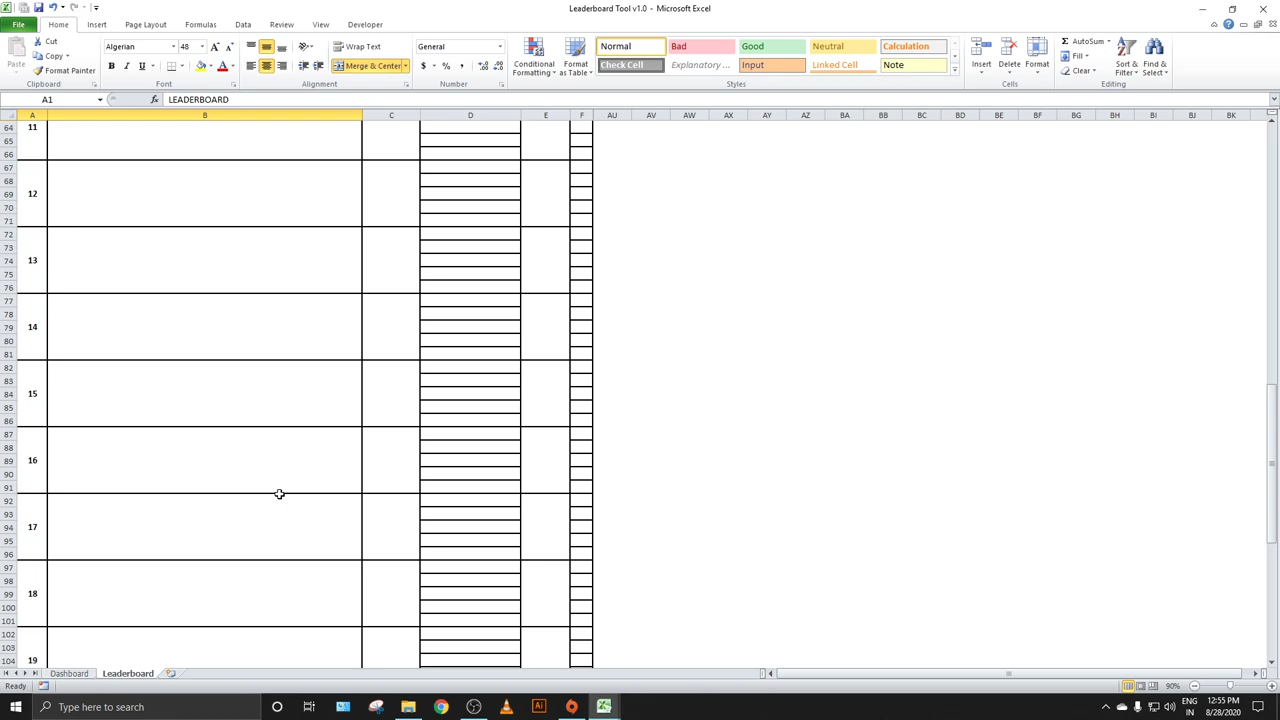 Leaderboard Tool v1.0 - Microsoft Excel
File Home Insert Page Layout Formulas Data Review View Developer
Paste Cut Copy Format Painter Clipboard
Algerian 48 A A B I U A Font
Wrap Text Merge & Center Alignment
General $ % , Number
Conditional Formatting Format as Table
Normal Bad Good Neutral Calculation
Check Cell Explanatory ... Input Linked Cell Note
Styles
Insert Delete Format Cells
AutoSum Fill Clear Sort & Filter Find & Select Editing
A1 fx LEADERBOARD
A B C D E F AU AV AW AX AY AZ BA BB BC BD BE BF BG BH BI BJ BK
64 11
65
66
67
68
69 12
70
71
72
73
74 13
75
76
77
78
79 14
80
81
82
83
84 15
85
86
87
88
89 16
90
91
92
93
94 17
95
96
97
98
99 18
100
101
102
103
104 19
Dashboard Leaderboard
Ready 90%
Type here to search
Ai
ENG
IN
12:55 PM
8/28/2020